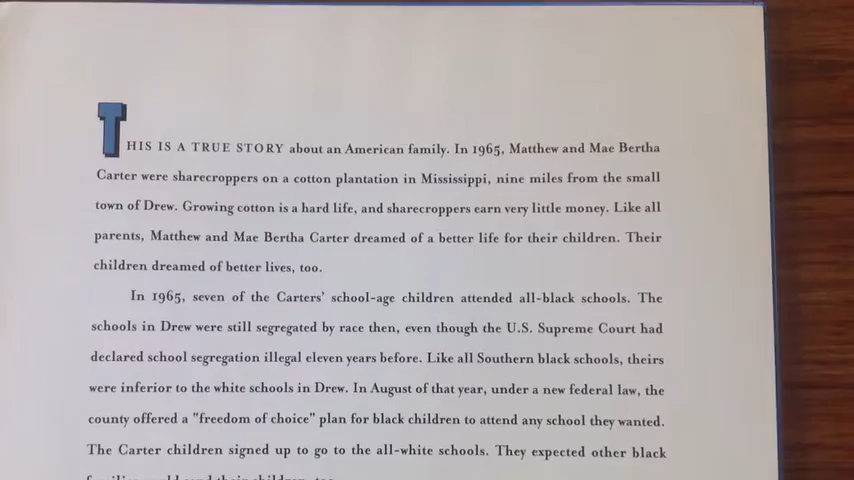 THIS IS A TRUE STORY about an American family. In 1965, Matthew and Mae Bertha
Carter were sharecroppers on a cotton plantation in Mississippi, nine miles from the small
town of Drew. Growing cotton is a hard life, and sharecroppers earn very little money. Like all
parents, Matthew and Mae Bertha Carter dreamed of a better life for their children. Their
children dreamed of better lives, too.
In 1965, seven of the Carters' school-age children attended all-black schools. The
schools in Drew were still segregated by race then, even though the U.S. Supreme Court had
declared school segregation illegal eleven years before. Like all Southern black schools, theirs
were inferior to the white schools in Drew. In August of that year, under a new federal law, the
county offered a "freedom of choice" plan for black children to attend any school they wanted.
The Carter children signed up to go to the all-white schools. They expected other black